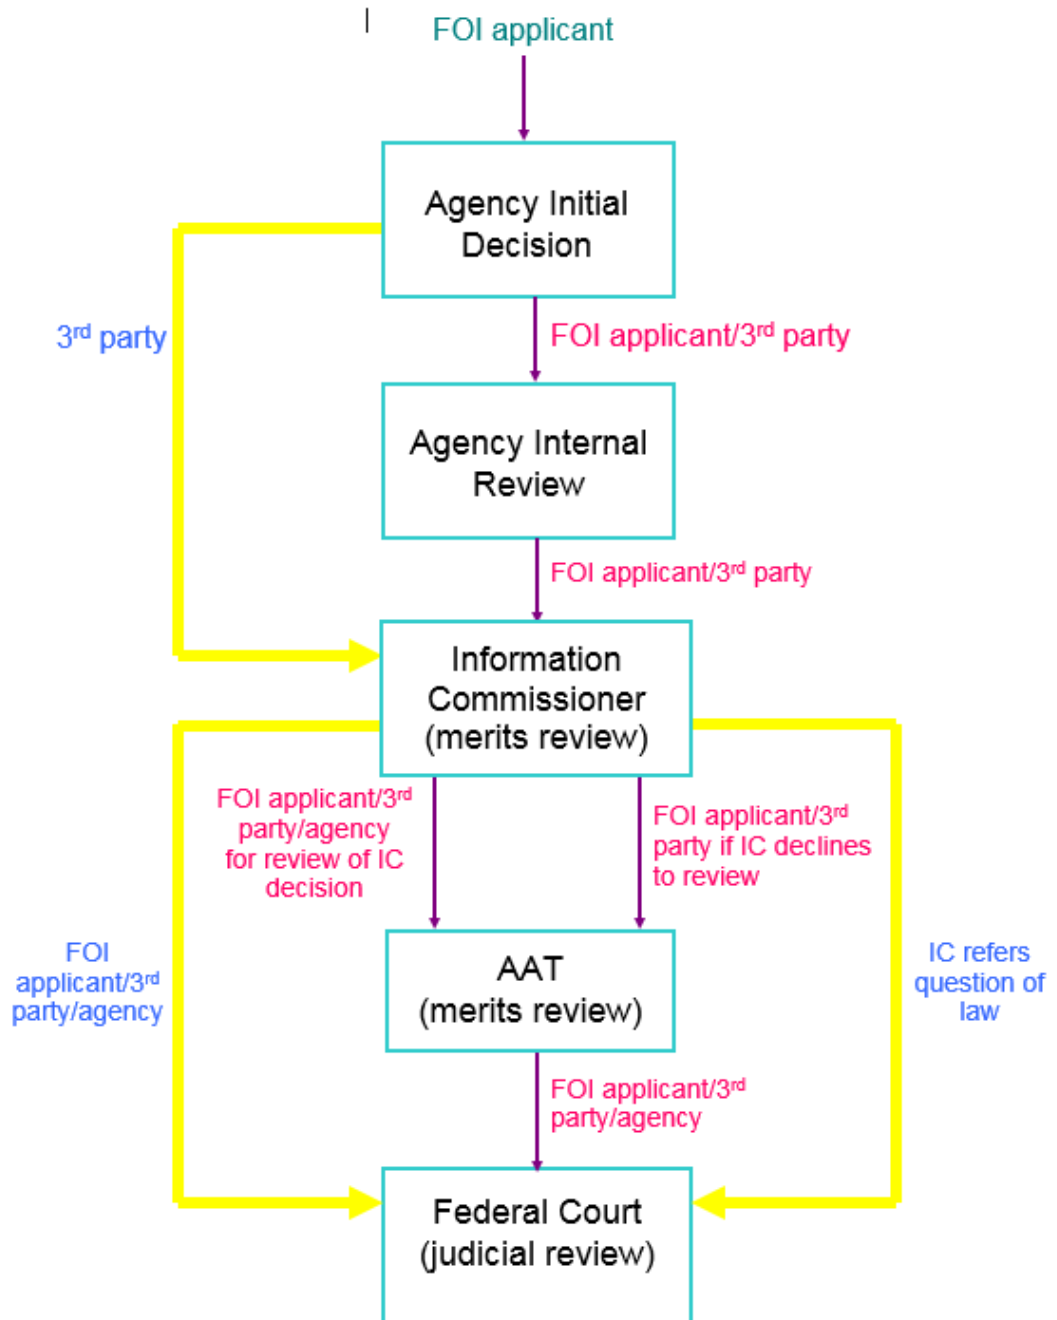 FOI applicant
Agency Initial
Decision
3rd party
FOI applicant/3rd party
Agency Internal
Review
FOI applicant/3rd party
Information
Commissioner
(merits review)
FOI applicant/3rd
party/agency
for review of IC
decision
FOI applicant/3rd
party if IC declines
to review
FOI
applicant/3rd
party/agency
AAT
(merits review)
IC refers
question of
law
FOI applicant/3rd
party/agency
Federal Court
(judicial review)